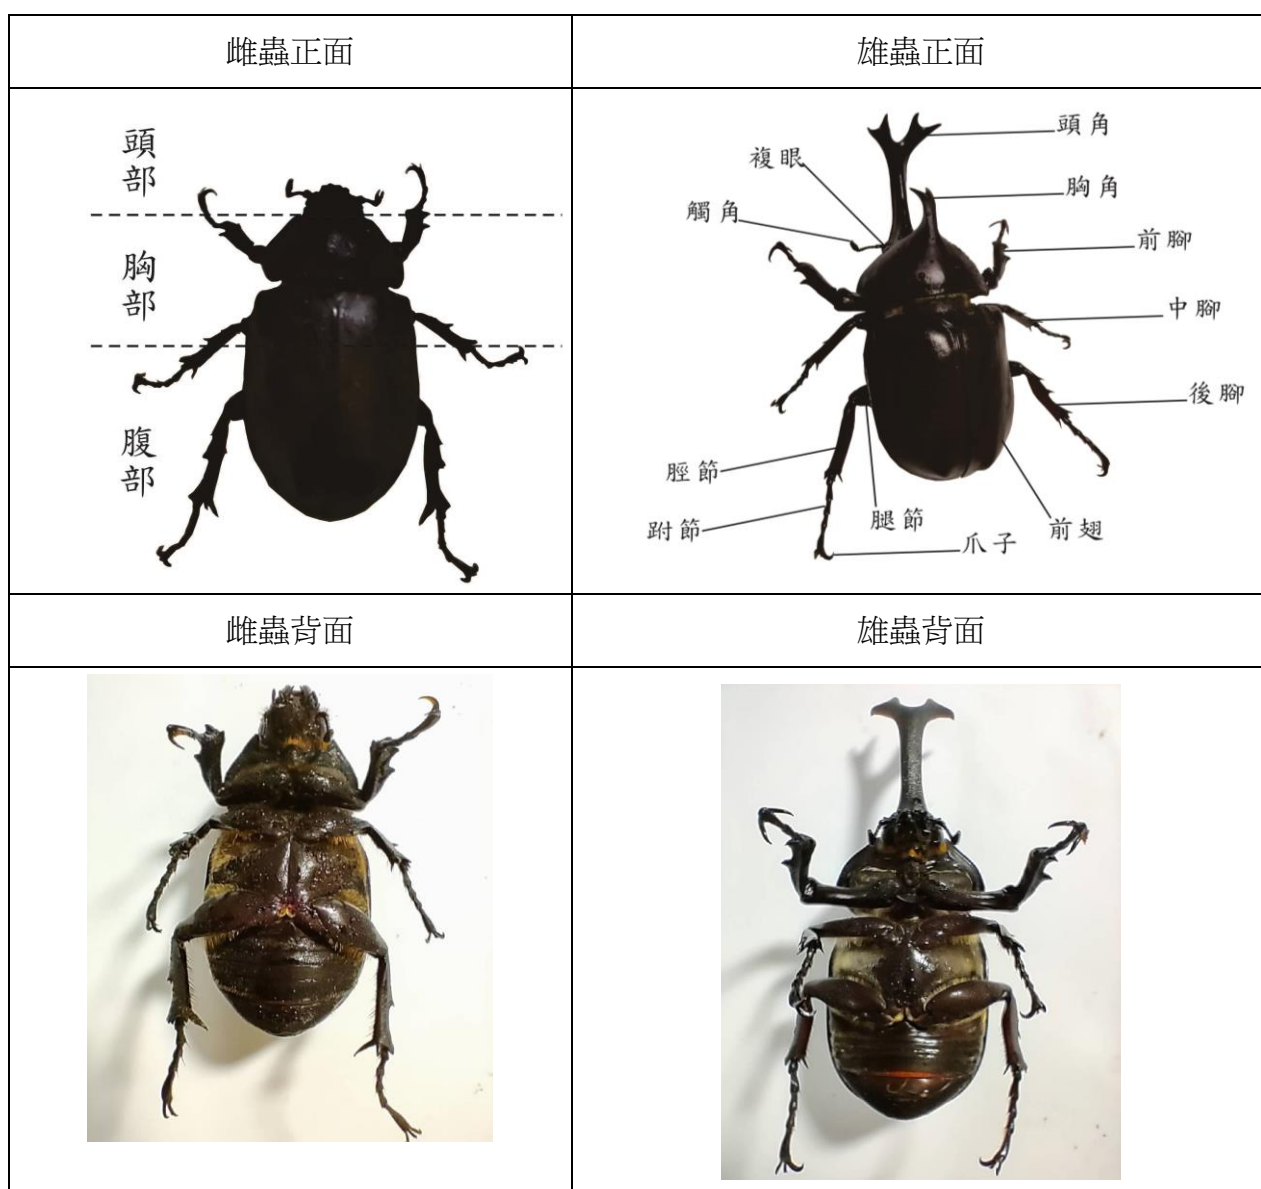 雌蟲正面
雄蟲正面
頭部
胸部
腹部
頭角
複眼
胸角
觸角
前腳
中腳
後腳
脛節
跗節
腿節
爪子
前翅
雌蟲背面
雄蟲背面